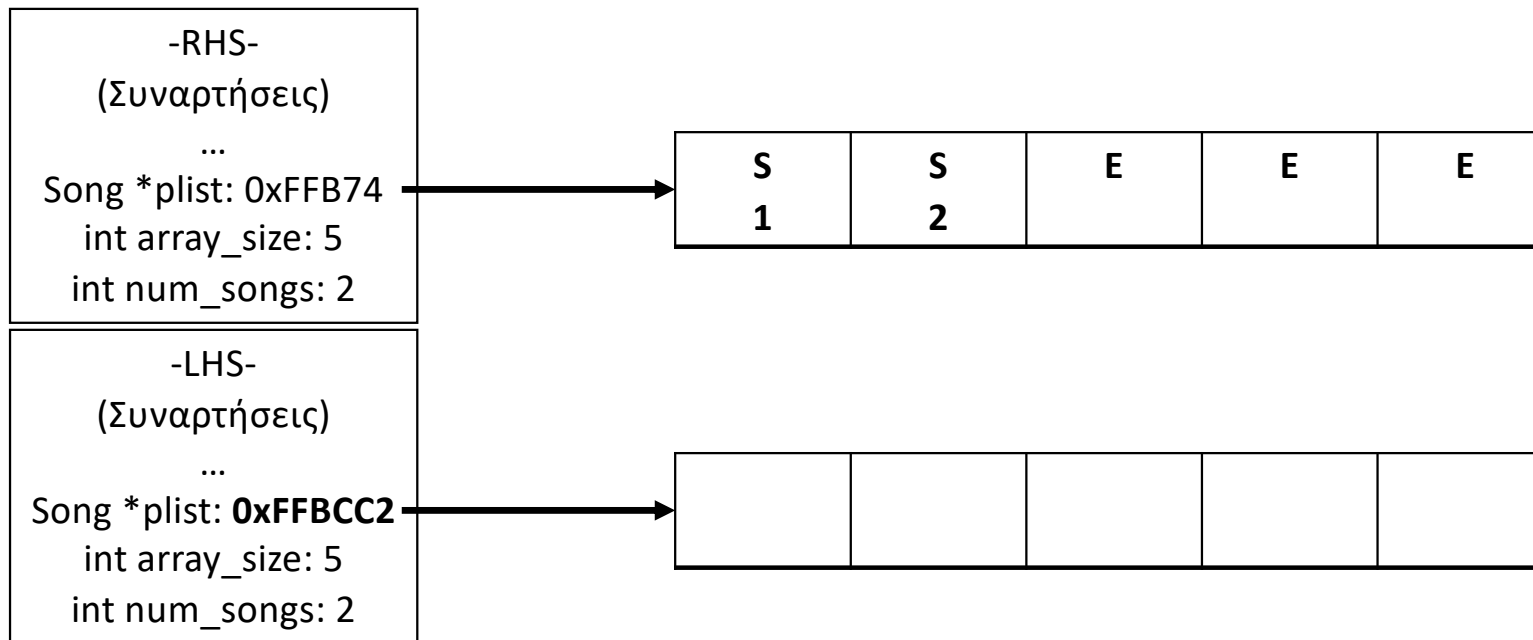 -RHS-
(Συναρτήσεις)
...
Song *plist: 0xFFB74
int array_size: 5
int num_songs: 2
S S E E E
1 2
-LHS-
(Συναρτήσεις)
...
Song *plist: 0xFFBCC2
int array_size: 5
int num_songs: 2